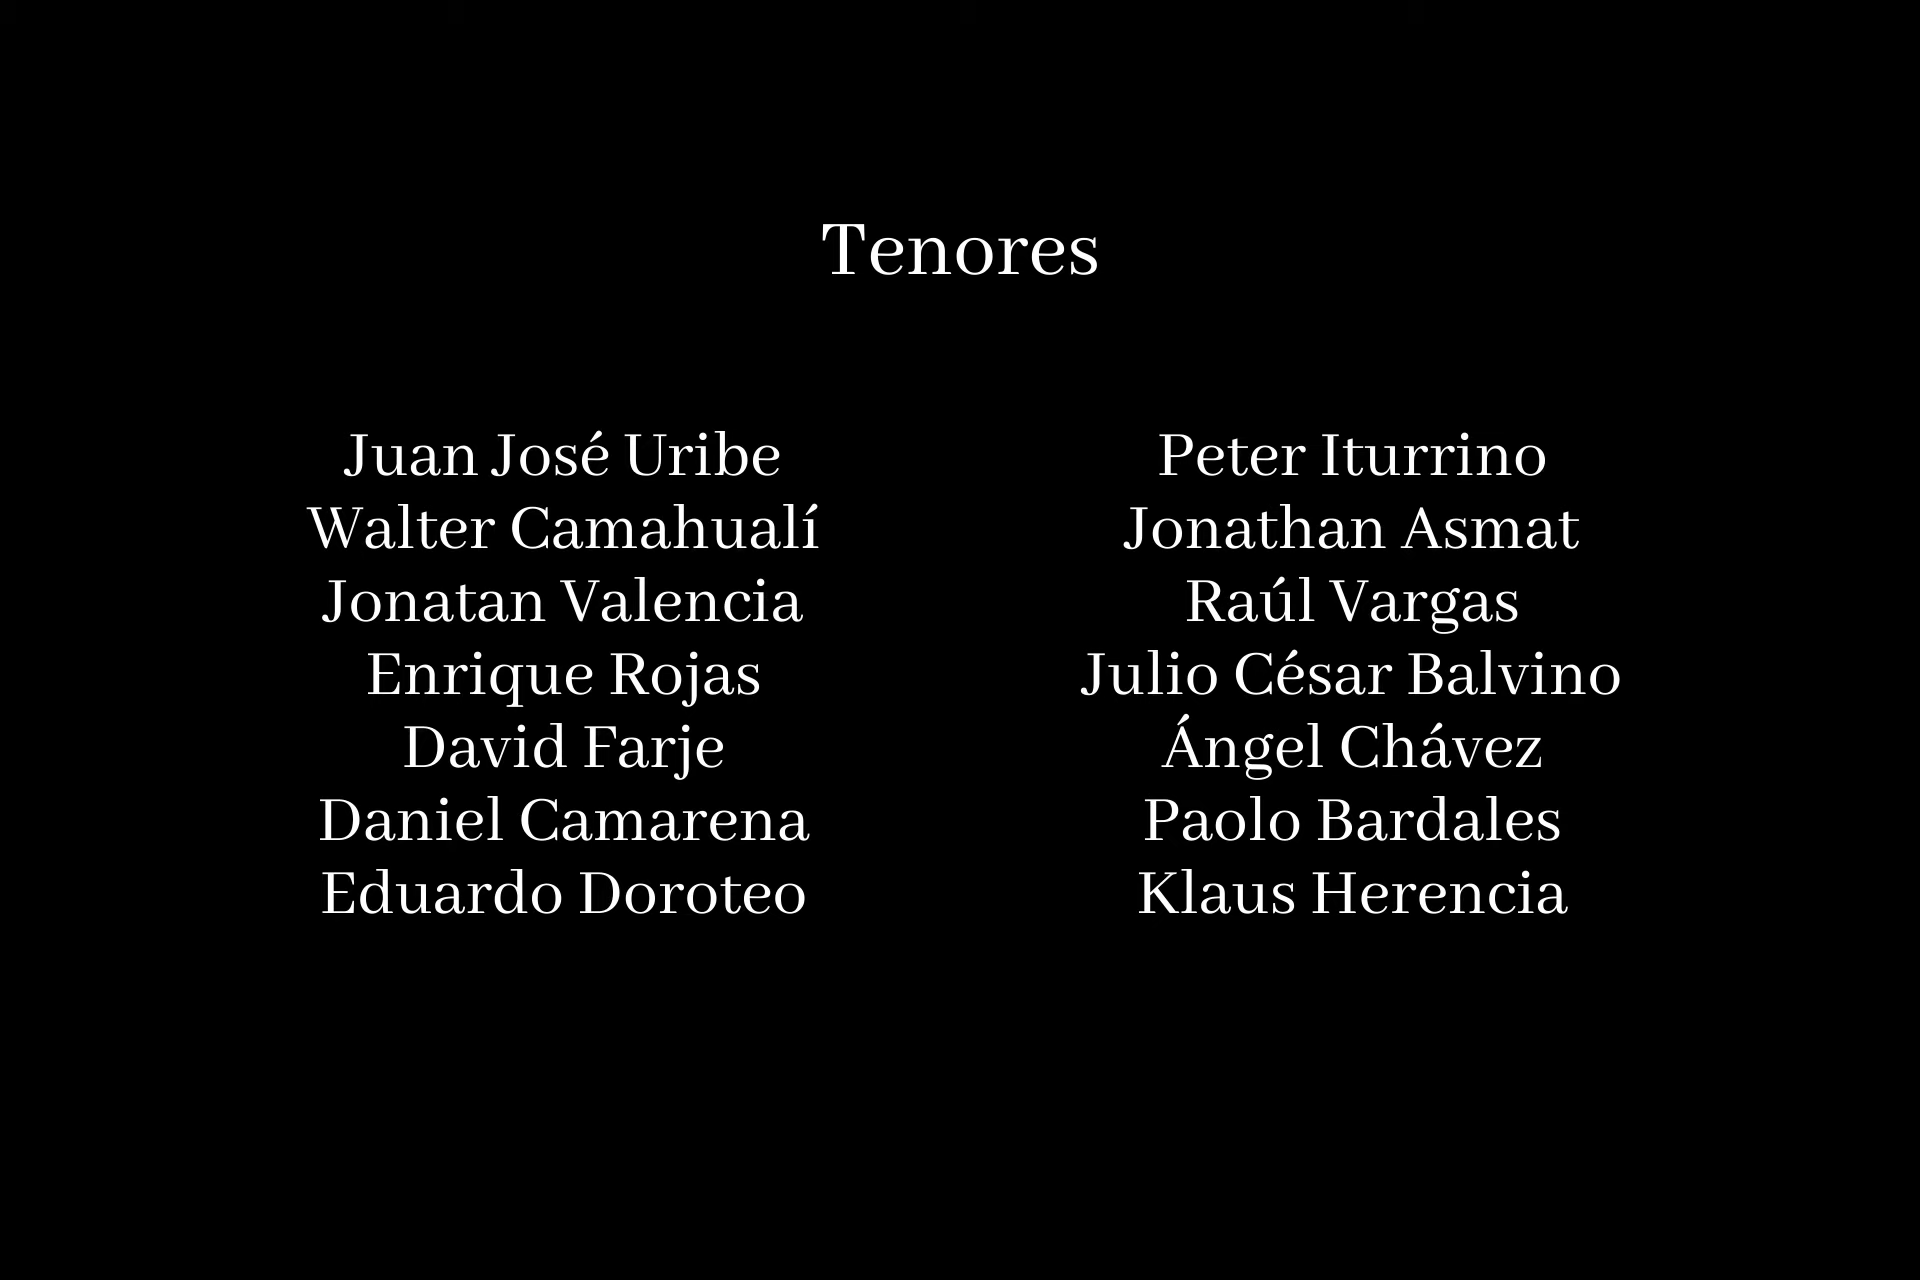 Tenores
Juan José Uribe
Walter Camahualí
Jonatan Valencia
Enrique Rojas
David Farje
Daniel Camarena
Eduardo Doroteo
Peter Iturrino
Jonathan Asmat
Raúl Vargas
Julio César Balvino
Ángel Chávez
Paolo Bardales
Klaus Herencia